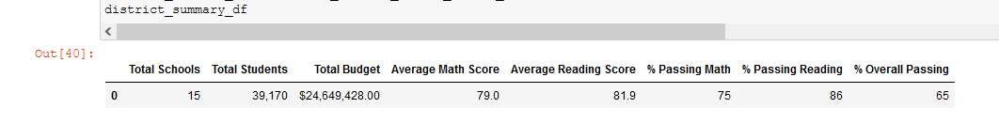 district_summary_df
Out[40]:
Total Schools Total Students Total Budget Average Math Score Average Reading Score % Passing Math % Passing Reading % Overall Passing
0 15 39,170 $24,649,428.00 79.0 81.9 75 86 65